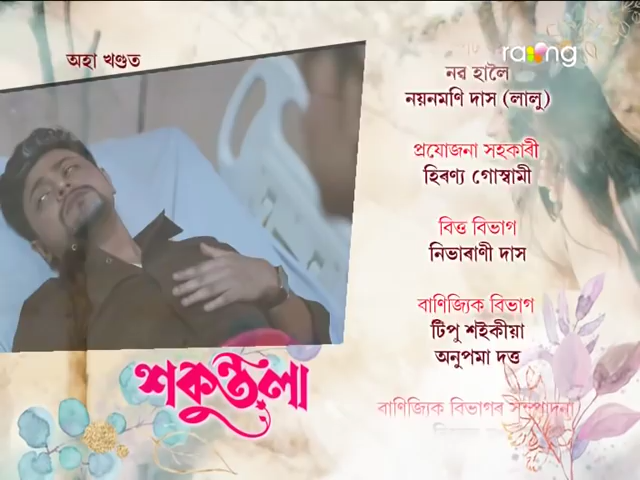 অহা খণ্ডত
শকুন্তলা
rang
নৱ হালৈ
নয়নমণি দাস (লালু)
প্ৰযোজনা সহকাৰী
হিৰণ্য গোস্বামী
বিত্ত বিভাগ
নিভাৰাণী দাস
বাণিজ্যিক বিভাগ
টিপু শইকীয়া
অনুপমা দত্ত
বাণিজ্যিক বিভাগৰ সম্পাদনা